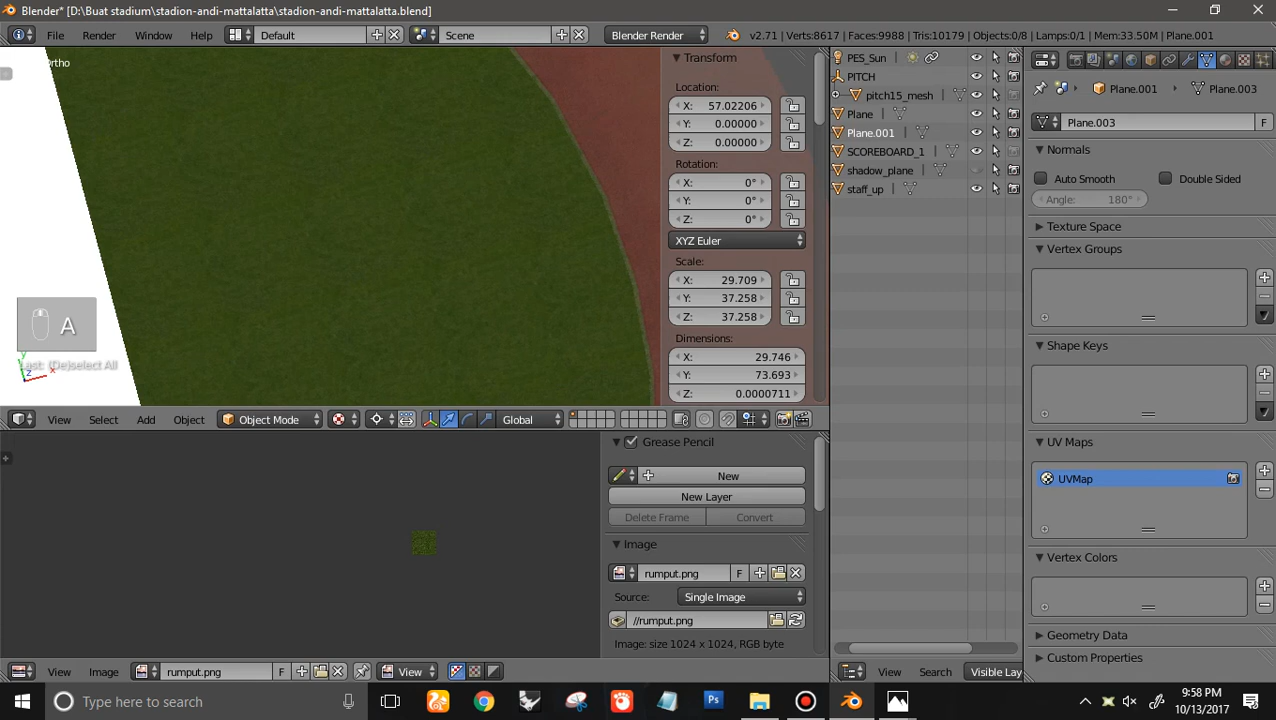 Blender* [D:\Buat stadium\stadion-andi-mattalatta\stadion-andi-mattalatta.blend]
File Render Window Help Default Scene Blender Render v2.71 | Verts:8617 | Faces:9988 | Tris:10179 | Objects:0/8 | Lamps:0/1 | Mem:33.50M | Plane.001
Ortho
Transform
Location:
X: 57.02206
Y: 0.00000
Z: 0.00000
Rotation:
X: 0°
Y: 0°
Z: 0°
XYZ Euler
Scale:
X: 29.709
Y: 37.258
Z: 37.258
Dimensions:
X: 29.746
Y: 73.693
Z: 0.0000711
A
Last: (De)select All
y
x
z
View Select Add Object Object Mode Global
Grease Pencil
New
New Layer
Delete Frame Convert
Image
rumput.png F
Source: Single Image
//rumput.png
Image: size 1024 x 1024, RGB byte
View Image rumput.png F View
PES_Sun
PITCH
pitch15_mesh
Plane
Plane.001
SCOREBOARD_1
shadow_plane
staff_up
View Search Visible Lay
Plane.001 Plane.003
Plane.003 F
Normals
Auto Smooth Double Sided
Angle: 180°
Texture Space
Vertex Groups
Shape Keys
UV Maps
UVMap
Vertex Colors
Geometry Data
Custom Properties
Type here to search
Ps
9:58 PM
10/13/2017